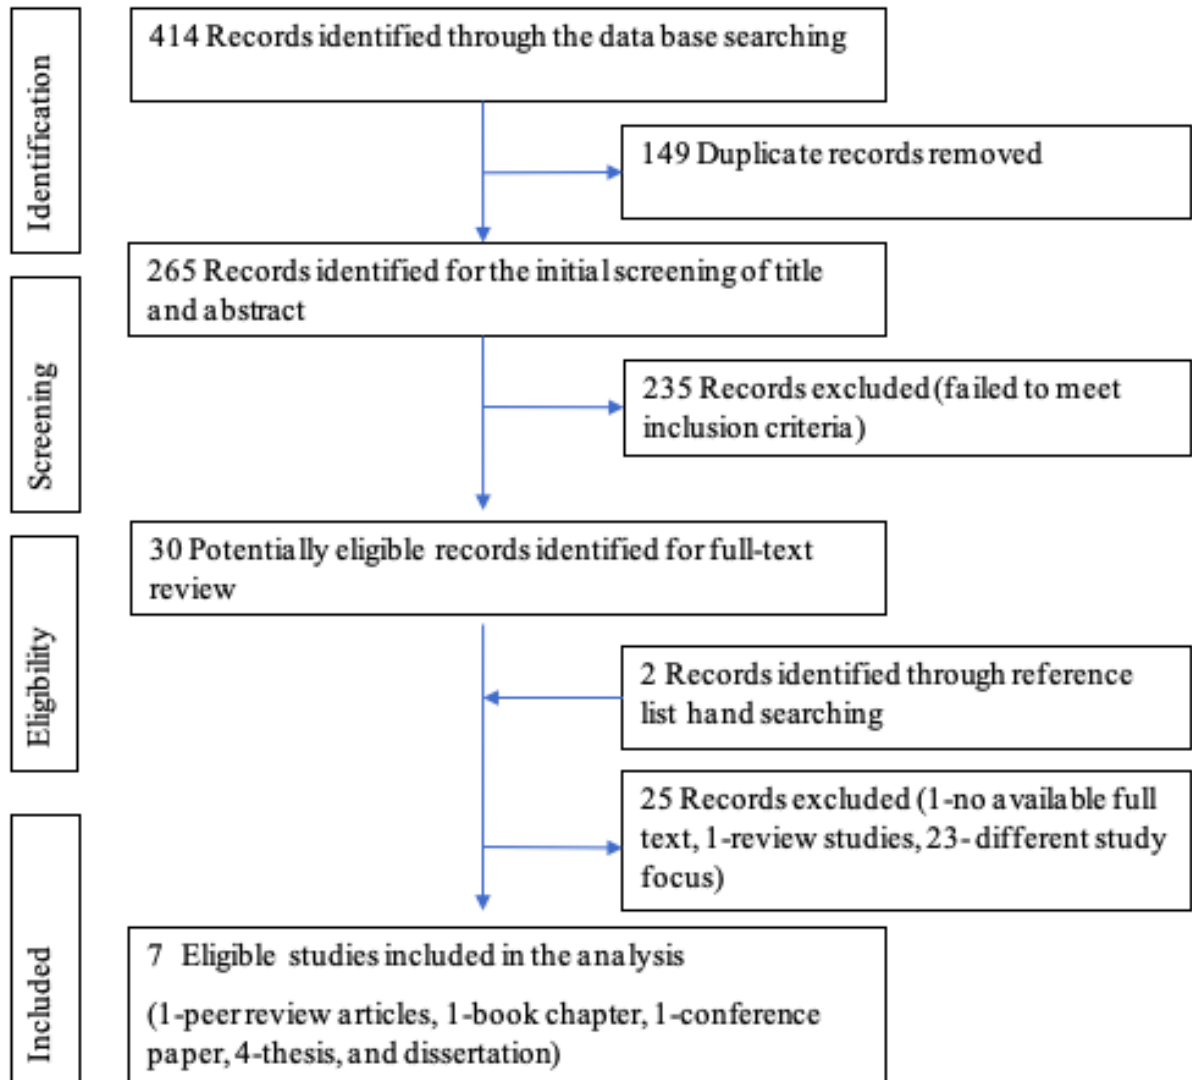 Identification
414 Records identified through the data base searching
149 Duplicate records removed
265 Records identified for the initial screening of title
and abstract
Screening
235 Records excluded (failed to meet
inclusion criteria)
30 Potentially eligible records identified for full-text
review
Eligibility
2 Records identified through reference
list hand searching
25 Records excluded (1-no available full
text, 1-review studies, 23- different study
focus)
Included
7 Eligible studies included in the analysis
(1-peer review articles, 1-book chapter, 1-conference
paper, 4-thesis, and dissertation)